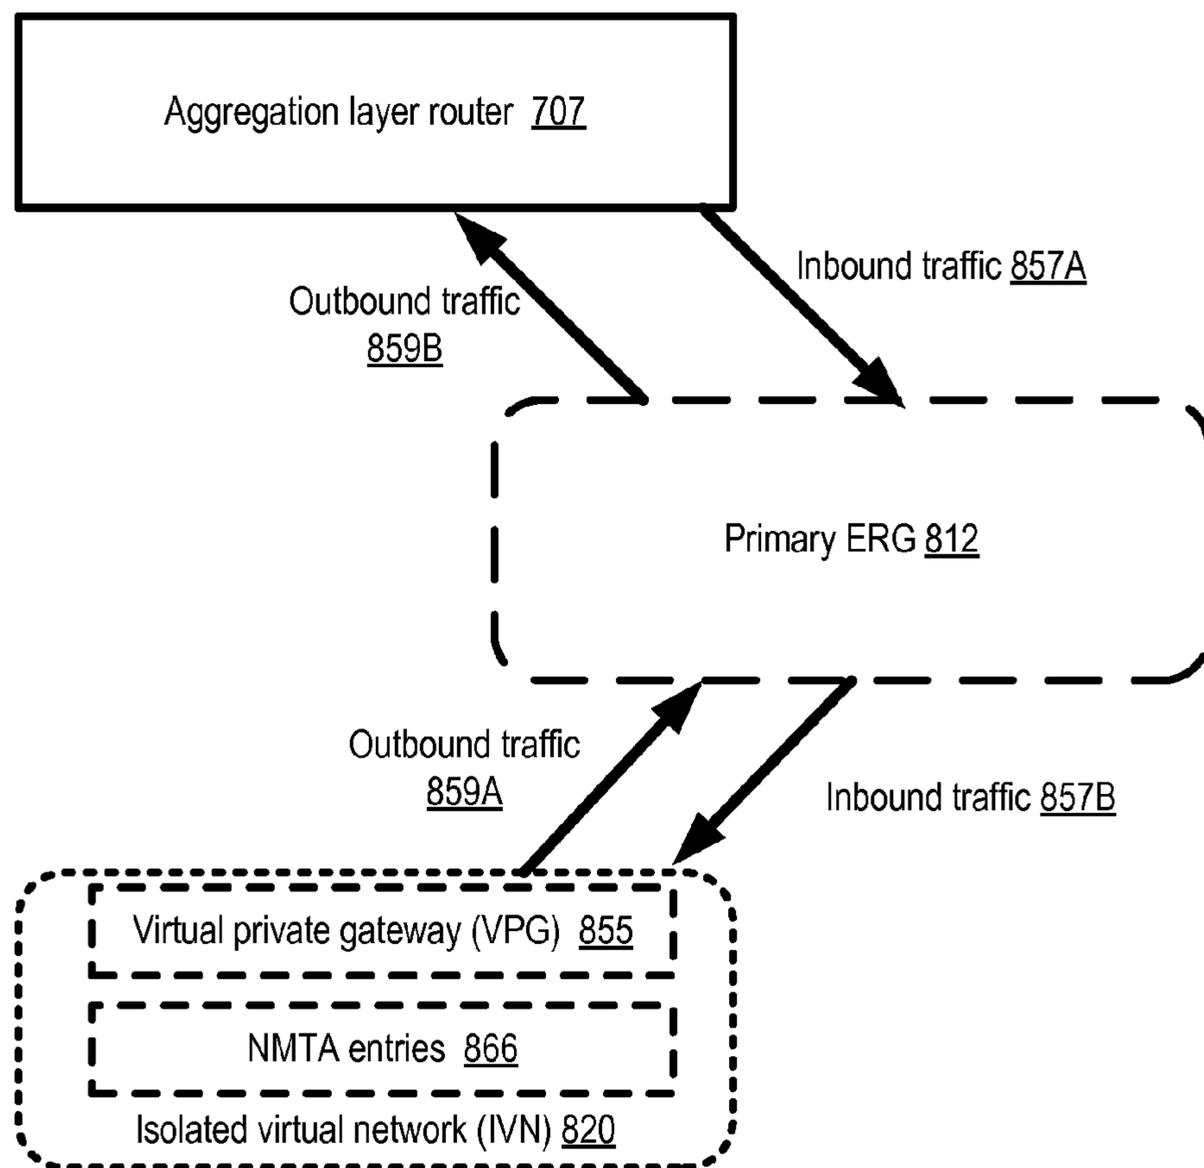 Aggregation layer router 707
Inbound traffic 857A
Outbound traffic
859B
Primary ERG 812
Outbound traffic
859A
Inbound traffic 857B
Virtual private gateway (VPG) 855
NMTA entries 866
Isolated virtual network (IVN) 820